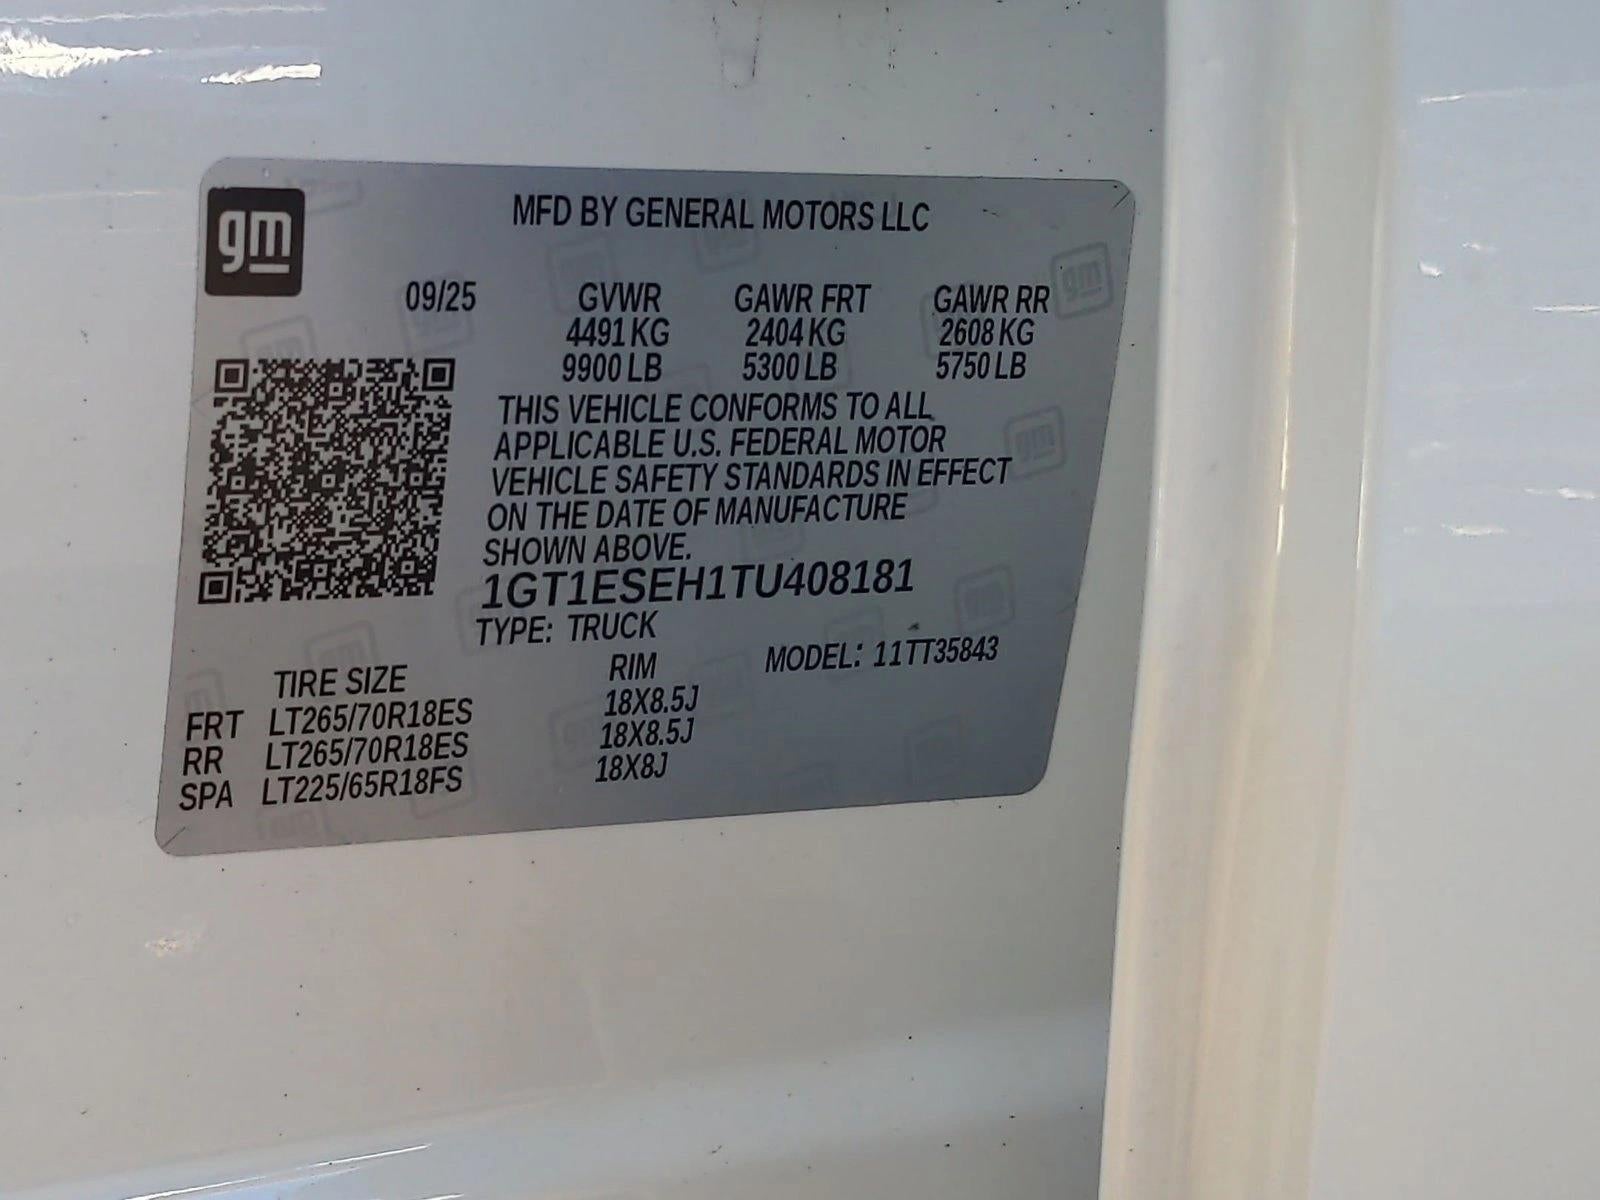 gm
MFD BY GENERAL MOTORS LLC
09/25 GVWR GAWR FRT GAWR RR
4491 KG 2404 KG 2608 KG
9900 LB 5300 LB 5750 LB
THIS VEHICLE CONFORMS TO ALL
APPLICABLE U.S. FEDERAL MOTOR
VEHICLE SAFETY STANDARDS IN EFFECT
ON THE DATE OF MANUFACTURE
SHOWN ABOVE.
1GT1ESEH1TU408181
TYPE: TRUCK
TIRE SIZE RIM MODEL: 11TT35843
FRT LT265/70R18ES 18X8.5J
RR LT265/70R18ES 18X8.5J
SPA LT225/65R18FS 18X8J